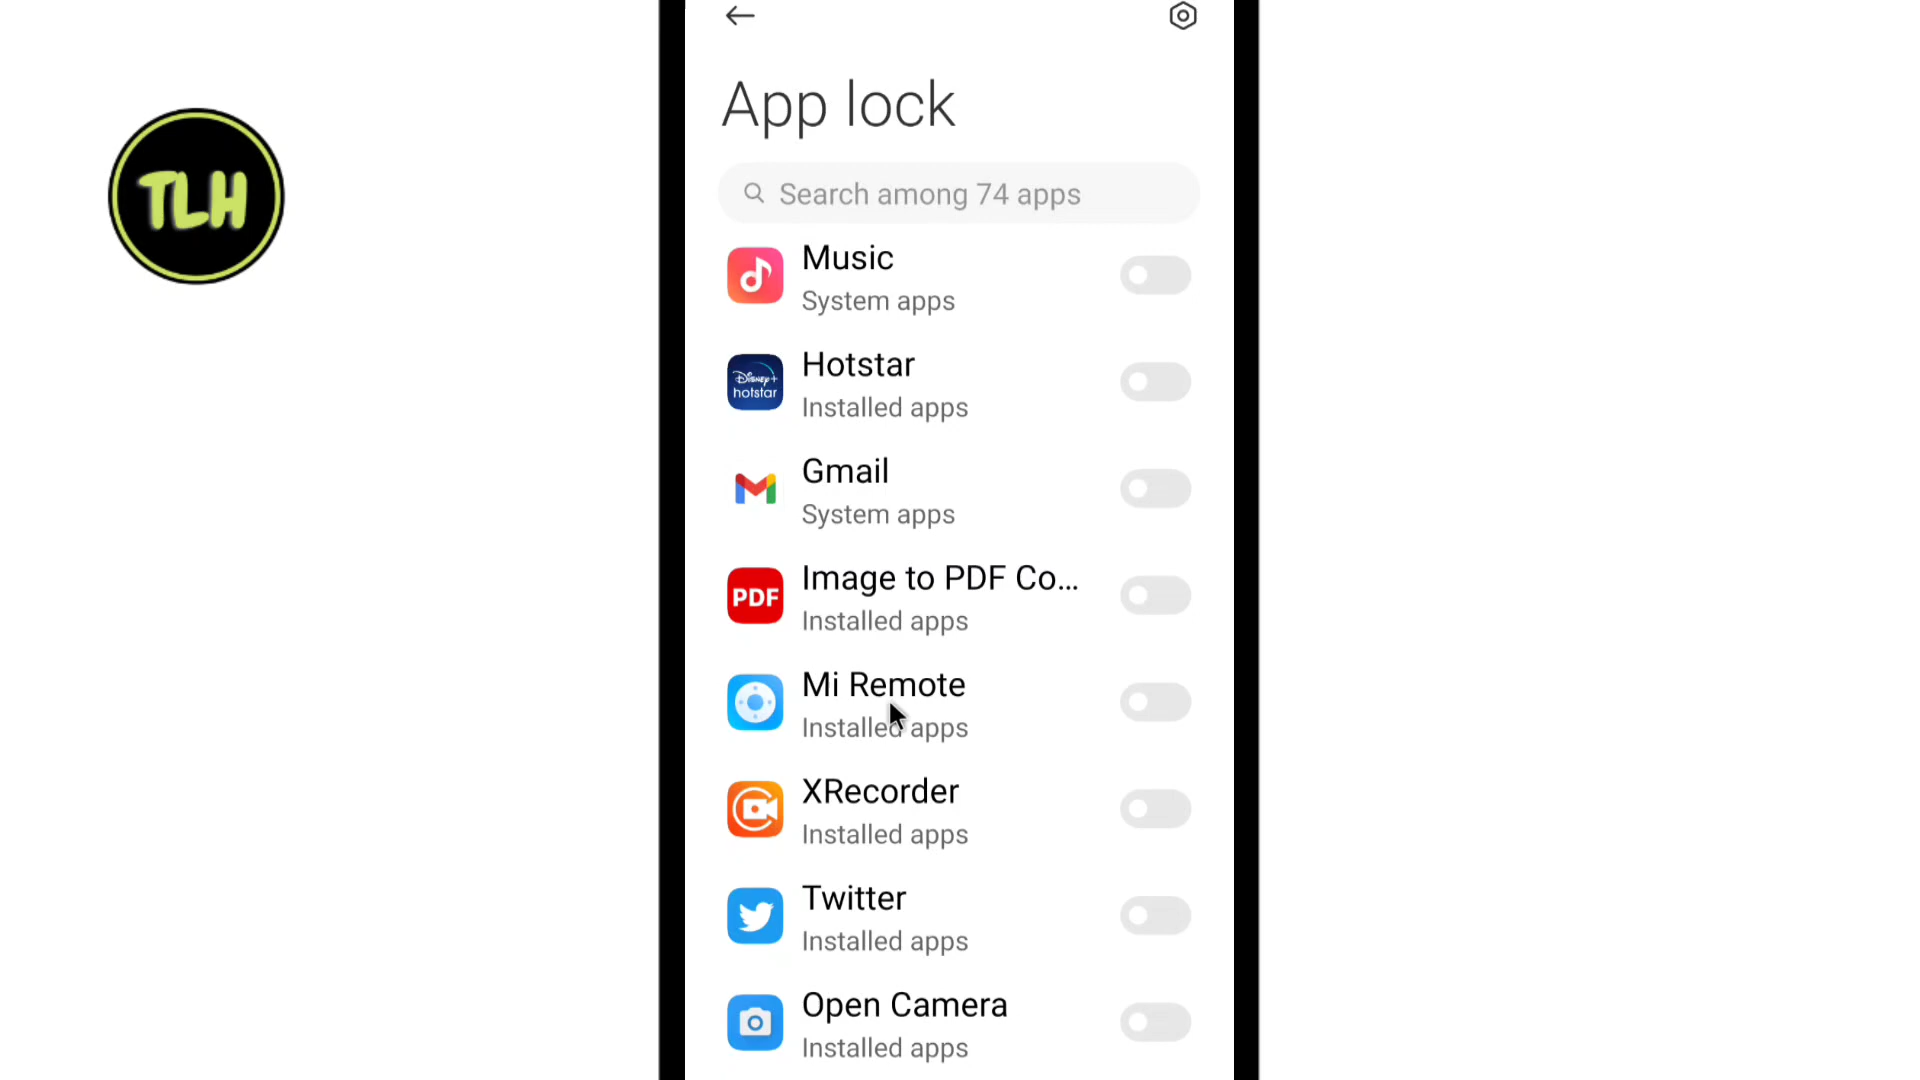 TLH
App lock
Search among 74 apps
Music
System apps
Disney+
hotstar
Hotstar
Installed apps
Gmail
System apps
PDF
Image to PDF Co...
Installed apps
Mi Remote
Installed apps
XRecorder
Installed apps
Twitter
Installed apps
Open Camera
Installed apps